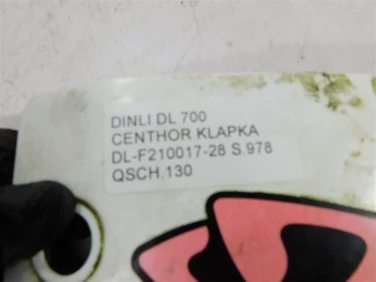 DINLI DL 700
CENTHOR KLAPKA
DL-F210017-28 S.978
QSCH.130